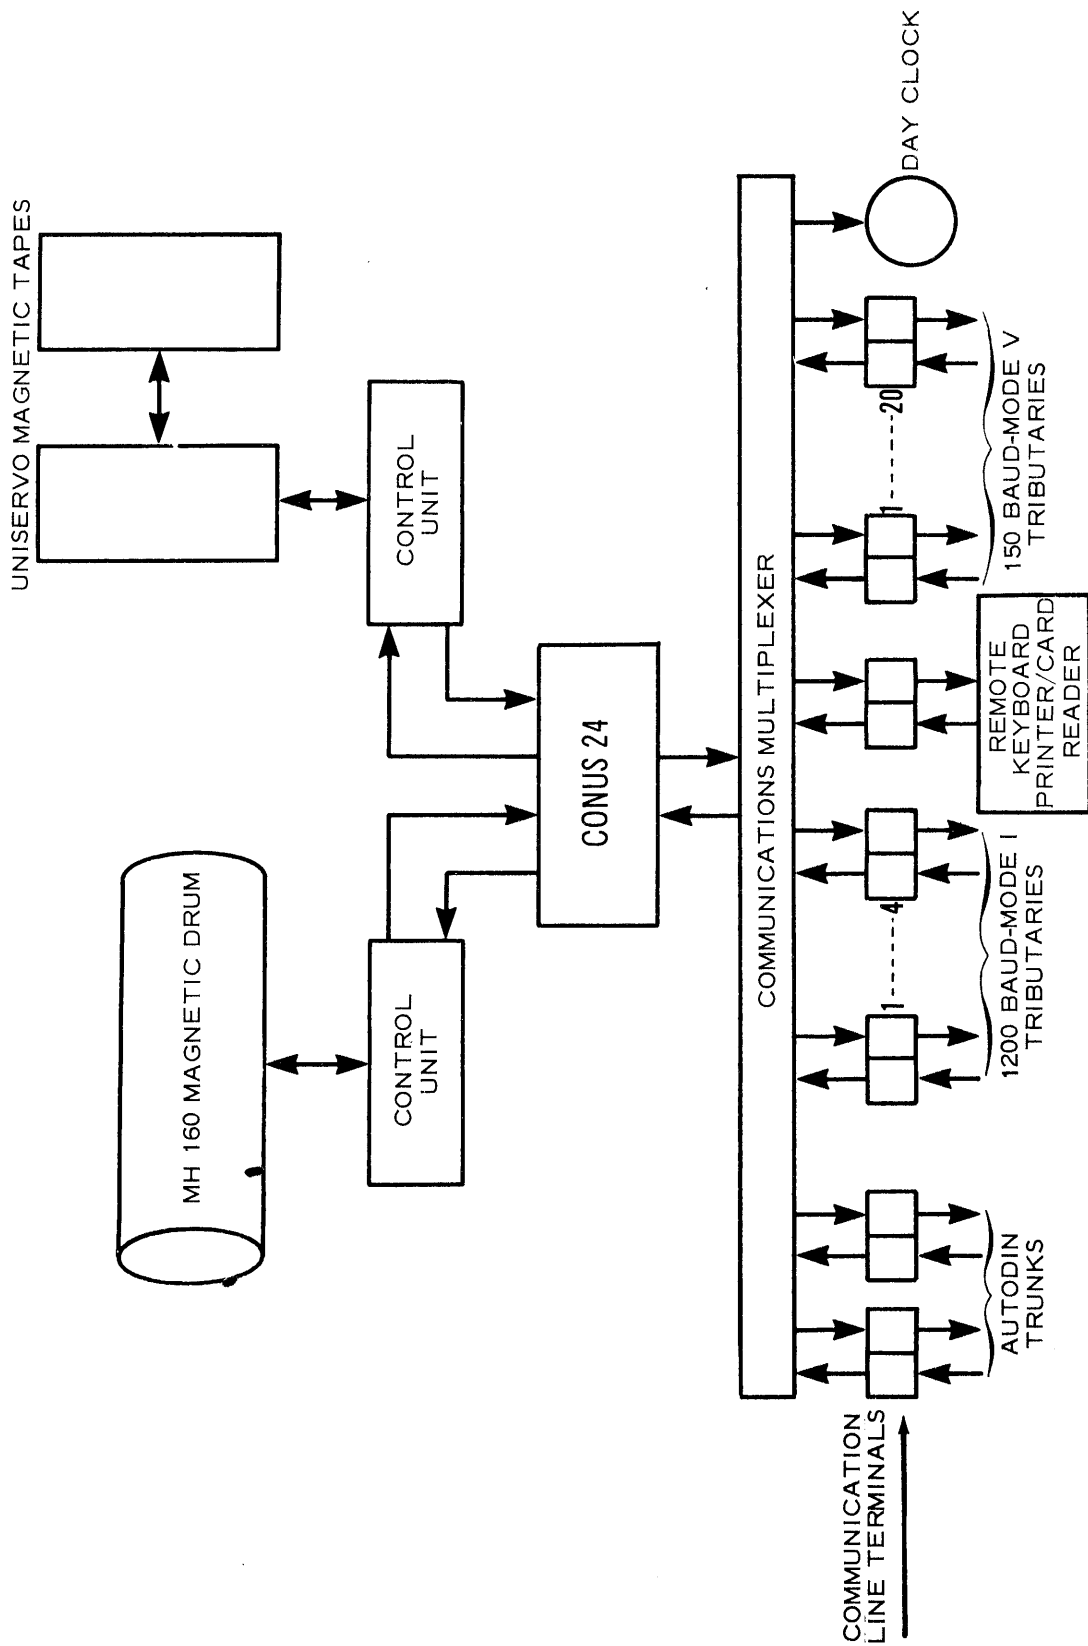 UNISERVO MAGNETIC TAPES
MH 160 MAGNETIC DRUM
CONTROL
UNIT
CONTROL
UNIT
CONUS 24
COMMUNICATIONS MULTIPLEXER
COMMUNICATION
LINE TERMINALS
1-----4
1-----20
DAY CLOCK
AUTODIN
TRUNKS
1200 BAUD-MODE I
TRIBUTARIES
REMOTE
KEYBOARD
PRINTER/CARD
READER
150 BAUD-MODE V
TRIBUTARIES